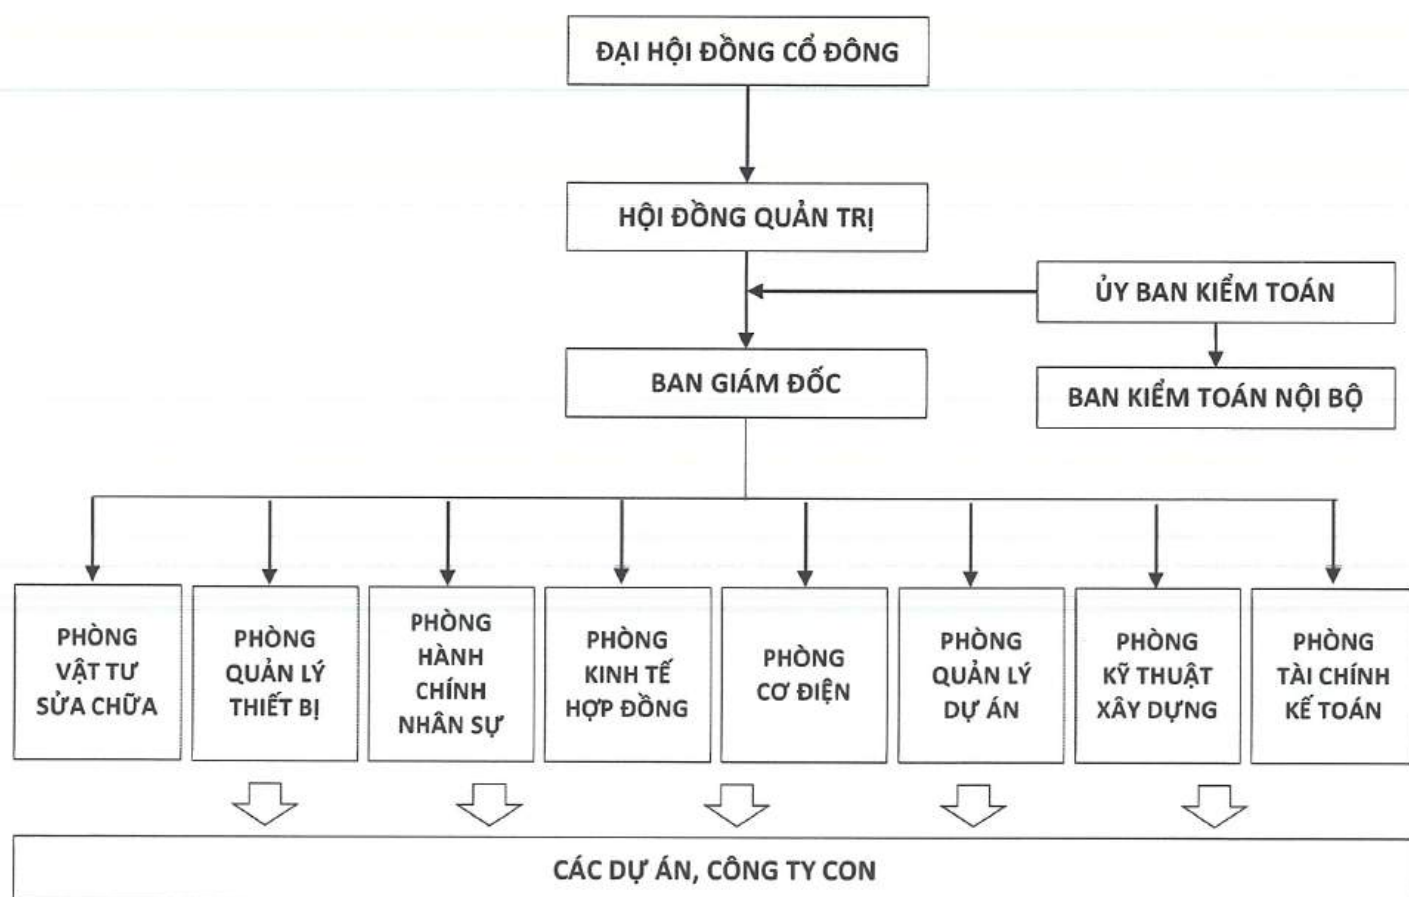 ĐẠI HỘI ĐỒNG CỔ ĐÔNG
HỘI ĐỒNG QUẢN TRỊ
ỦY BAN KIỂM TOÁN
BAN GIÁM ĐỐC
BAN KIỂM TOÁN NỘI BỘ
PHÒNG
VẬT TƯ
SỬA CHỮA
PHÒNG
QUẢN LÝ
THIẾT BỊ
PHÒNG
HÀNH
CHÍNH
NHÂN SỰ
PHÒNG
KINH TẾ
HỢP ĐỒNG
PHÒNG
CƠ ĐIỆN
PHÒNG
QUẢN LÝ
DỰ ÁN
PHÒNG
KỸ THUẬT
XÂY DỰNG
PHÒNG
TÀI CHÍNH
KẾ TOÁN
CÁC DỰ ÁN, CÔNG TY CON